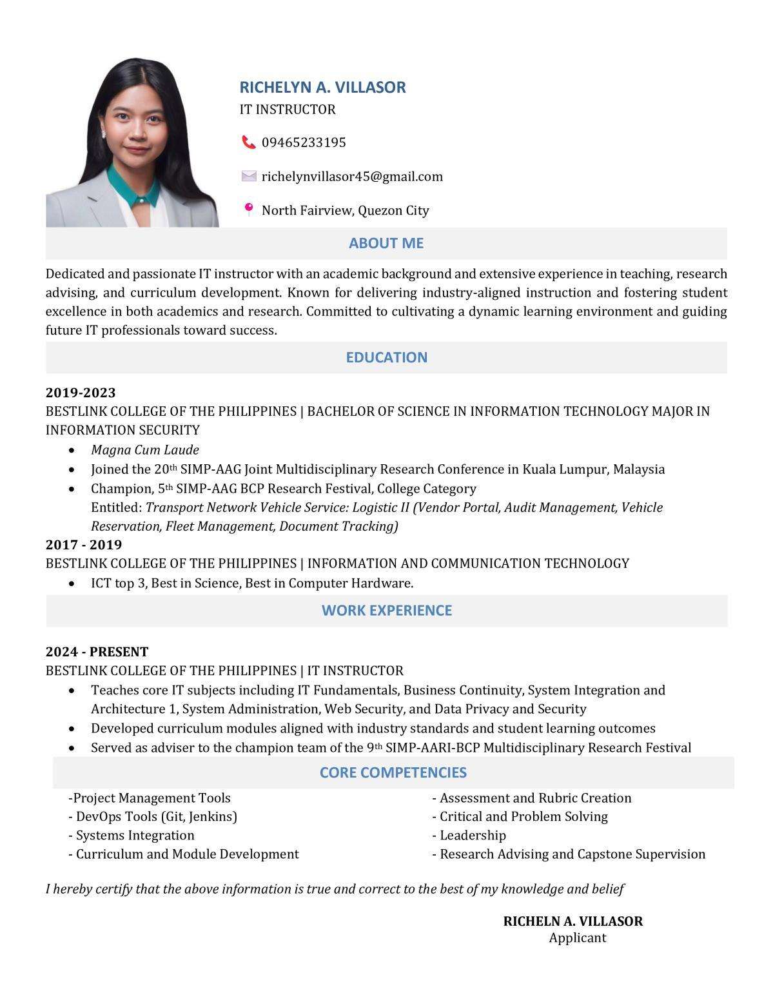 RICHELYN A. VILLASOR
IT INSTRUCTOR
09465233195
richelynvillasor45@gmail.com
North Fairview, Quezon City
ABOUT ME
Dedicated and passionate IT instructor with an academic background and extensive experience in teaching, research
advising, and curriculum development. Known for delivering industry-aligned instruction and fostering student
excellence in both academics and research. Committed to cultivating a dynamic learning environment and guiding
future IT professionals toward success.
EDUCATION
2019-2023
BESTLINK COLLEGE OF THE PHILIPPINES | BACHELOR OF SCIENCE IN INFORMATION TECHNOLOGY MAJOR IN
INFORMATION SECURITY
• Magna Cum Laude
• Joined the 20th SIMP-AAG Joint Multidisciplinary Research Conference in Kuala Lumpur, Malaysia
• Champion, 5th SIMP-AAG BCP Research Festival, College Category
Entitled: Transport Network Vehicle Service: Logistic II (Vendor Portal, Audit Management, Vehicle
Reservation, Fleet Management, Document Tracking)
2017 - 2019
BESTLINK COLLEGE OF THE PHILIPPINES | INFORMATION AND COMMUNICATION TECHNOLOGY
• ICT top 3, Best in Science, Best in Computer Hardware.
WORK EXPERIENCE
2024 - PRESENT
BESTLINK COLLEGE OF THE PHILIPPINES | IT INSTRUCTOR
• Teaches core IT subjects including IT Fundamentals, Business Continuity, System Integration and
Architecture 1, System Administration, Web Security, and Data Privacy and Security
• Developed curriculum modules aligned with industry standards and student learning outcomes
• Served as adviser to the champion team of the 9th SIMP-AARI-BCP Multidisciplinary Research Festival
CORE COMPETENCIES
-Project Management Tools
- DevOps Tools (Git, Jenkins)
- Systems Integration
- Curriculum and Module Development
- Assessment and Rubric Creation
- Critical and Problem Solving
- Leadership
- Research Advising and Capstone Supervision
I hereby certify that the above information is true and correct to the best of my knowledge and belief
RICHELN A. VILLASOR
Applicant